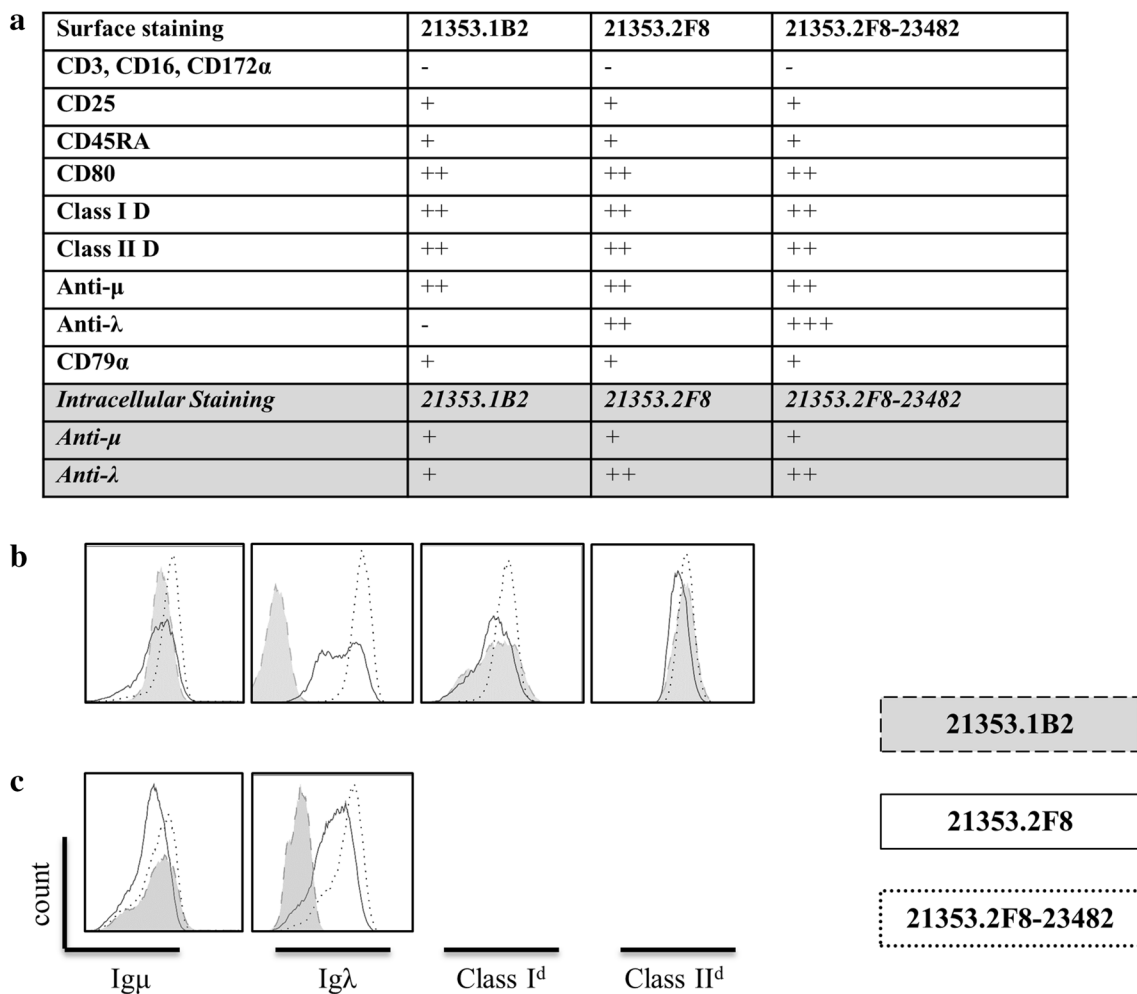 a
Surface staining 21353.1B2 21353.2F8 21353.2F8-23482
CD3, CD16, CD172α - - -
CD25 + + +
CD45RA + + +
CD80 ++ ++ ++
Class I D ++ ++ ++
Class II D ++ ++ ++
Anti-μ ++ ++ ++
Anti-λ - ++ +++
CD79α + + +
Intracellular Staining 21353.1B2 21353.2F8 21353.2F8-23482
Anti-μ + + +
Anti-λ + ++ ++
b
21353.1B2
c
21353.2F8
21353.2F8-23482
count
Igμ Igλ Class Iᵈ Class IIᵈ